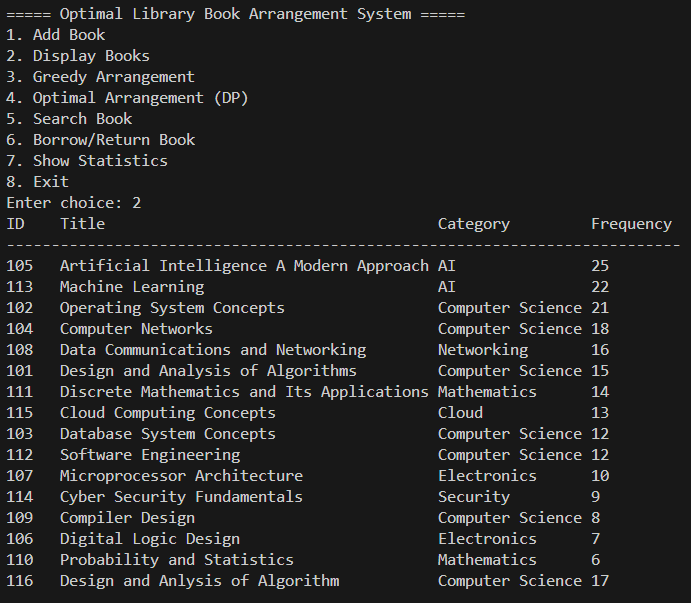 ===== Optimal Library Book Arrangement System =====
1. Add Book
2. Display Books
3. Greedy Arrangement
4. Optimal Arrangement (DP)
5. Search Book
6. Borrow/Return Book
7. Show Statistics
8. Exit
Enter choice: 2
ID    Title                                     Category         Frequency
---------------------------------------------------------------------------
105   Artificial Intelligence A Modern Approach AI               25
113   Machine Learning                          AI               22
102   Operating System Concepts                 Computer Science 21
104   Computer Networks                         Computer Science 18
108   Data Communications and Networking        Networking       16
101   Design and Analysis of Algorithms         Computer Science 15
111   Discrete Mathematics and Its Applications Mathematics      14
115   Cloud Computing Concepts                  Cloud            13
103   Database System Concepts                  Computer Science 12
112   Software Engineering                      Computer Science 12
107   Microprocessor Architecture               Electronics      10
114   Cyber Security Fundamentals               Security         9
109   Compiler Design                           Computer Science 8
106   Digital Logic Design                      Electronics      7
110   Probability and Statistics                Mathematics      6
116   Design and Anlysis of Algorithm           Computer Science 17